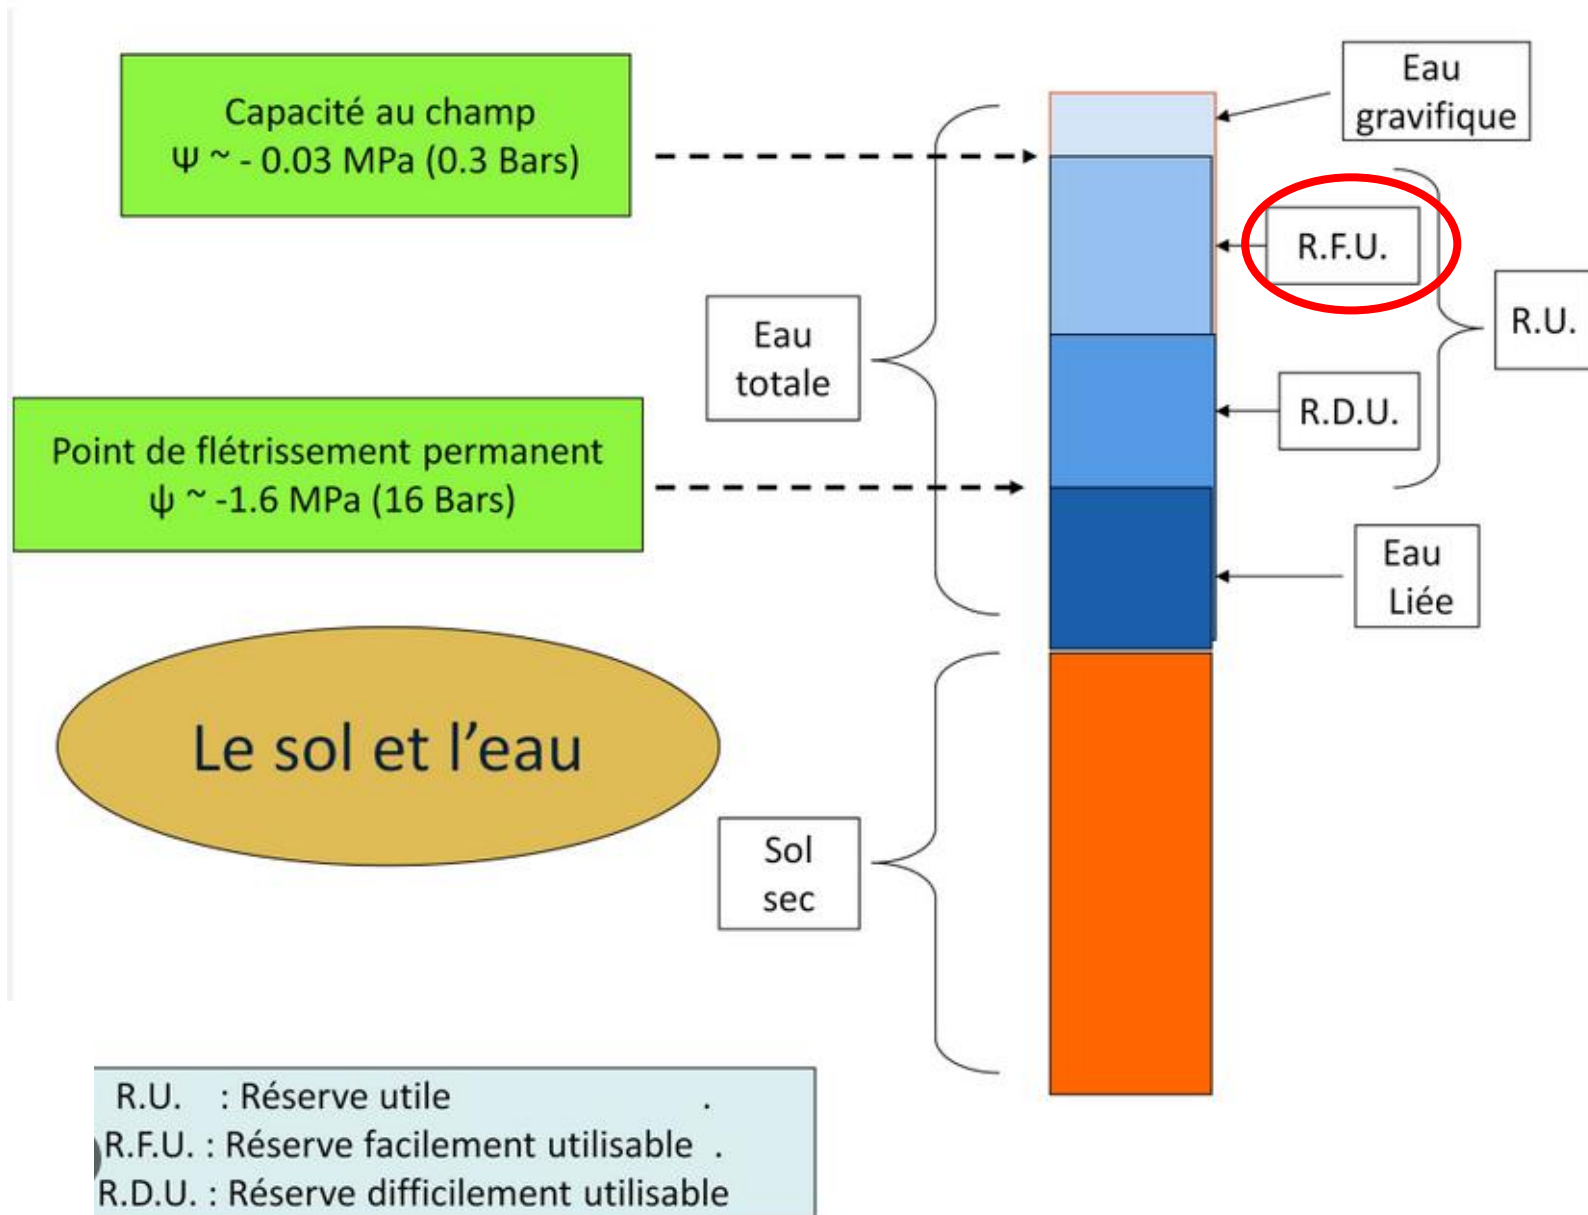 Capacité au champ
Ψ ~ - 0.03 MPa (0.3 Bars)
Eau
gravifique
R.F.U.
R.U.
Eau
totale
R.D.U.
Point de flétrissement permanent
ψ ~ -1.6 MPa (16 Bars)
Eau
Liée
Le sol et l’eau
Sol
sec
R.U. : Réserve utile .
R.F.U. : Réserve facilement utilisable .
R.D.U. : Réserve difficilement utilisable